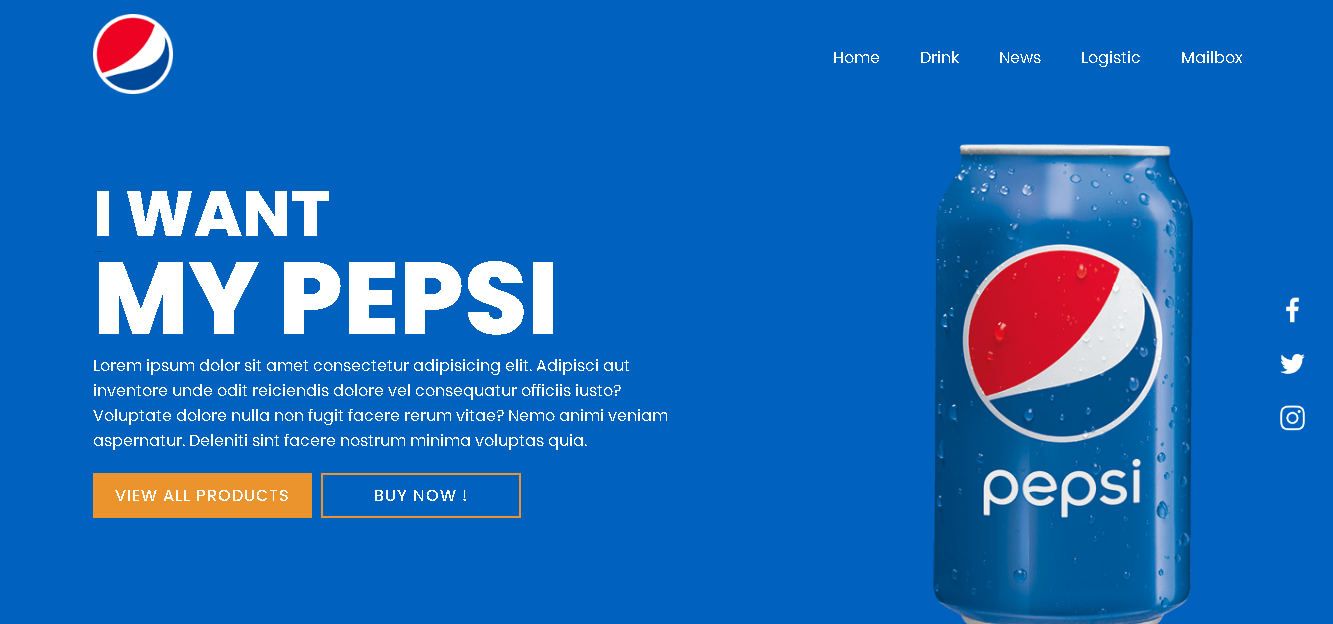 Home Drink News Logistic Mailbox
I WANT
MY PEPSI
Lorem ipsum dolor sit amet consectetur adipisicing elit. Adipisci aut
inventore unde odit reiciendis dolore vel consequatur officiis iusto?
Voluptate dolore nulla non fugit facere rerum vitae? Nemo animi veniam
aspernatur. Deleniti sint facere nostrum minima voluptas quia.
VIEW ALL PRODUCTS BUY NOW !
pepsi